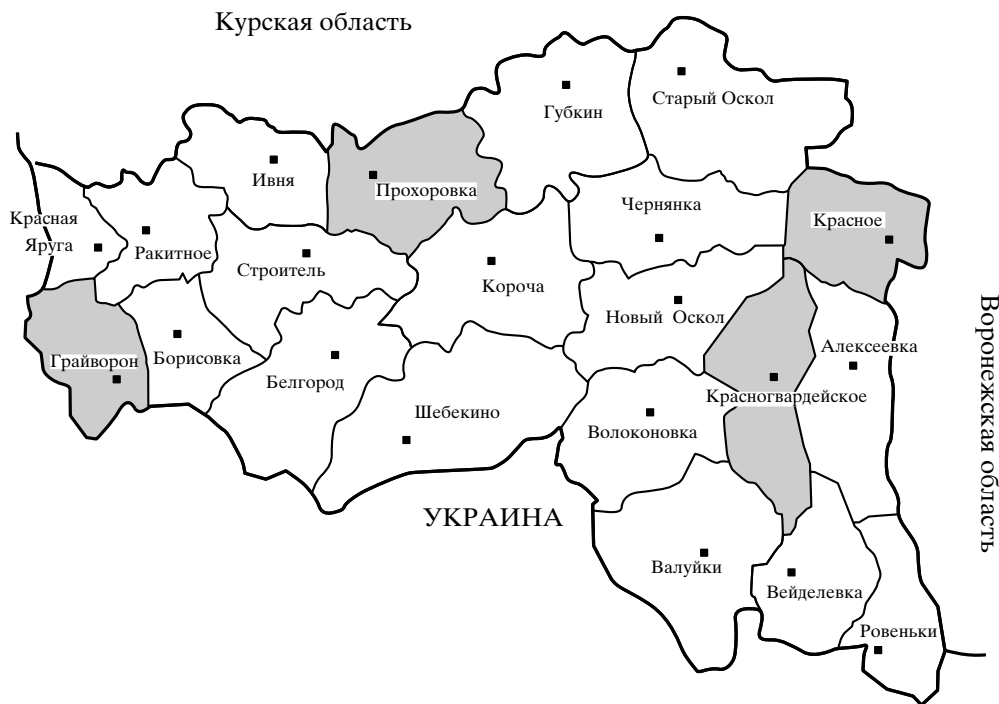 Курская область
Старый Оскол
Губкин
Ивня
Прохоровка
Чернянка
Красная
Яруга
Красное
Ракитное
Строитель
Короча
Новый Оскол
Воронежская область
Алексеевка
Грайворон
Борисовка
Белгород
Красногвардейское
Шебекино
Волоконовка
УКРАИНА
Валуйки
Вейделевка
Ровеньки